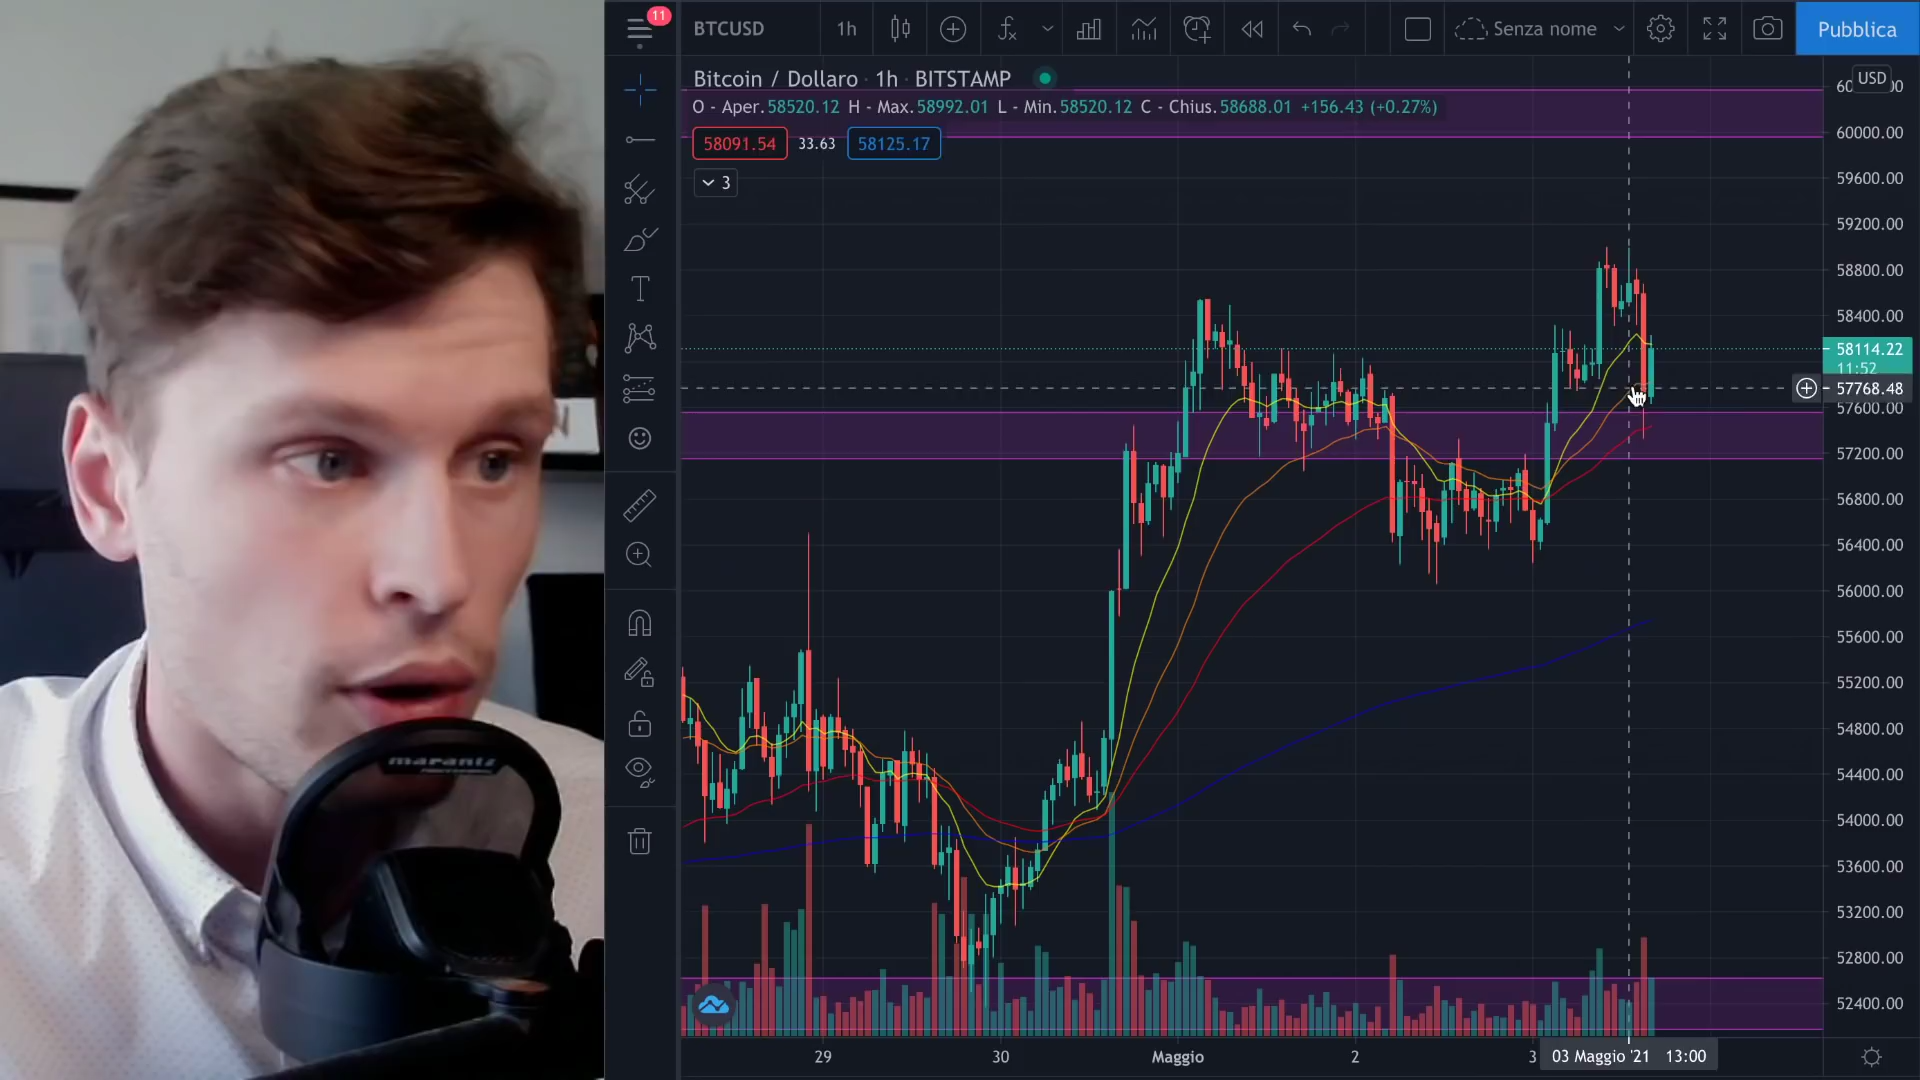 11
BTCUSD
1h
Senza nome
Pubblica
Bitcoin / Dollaro · 1h · BITSTAMP
USD
O - Aper.58520.12 H - Max.58992.01 L - Min.58520.12 C - Chius.58688.01 +156.43 (+0.27%)
58091.54 33.63 58125.17
3
60000.00
59600.00
59200.00
58800.00
58400.00
58114.22
11:52
57768.48
57600.00
57200.00
56800.00
56400.00
56000.00
55600.00
55200.00
54800.00
54400.00
54000.00
53600.00
53200.00
52800.00
52400.00
29 30 Maggio 2 3 03 Maggio '21 13:00
marantz